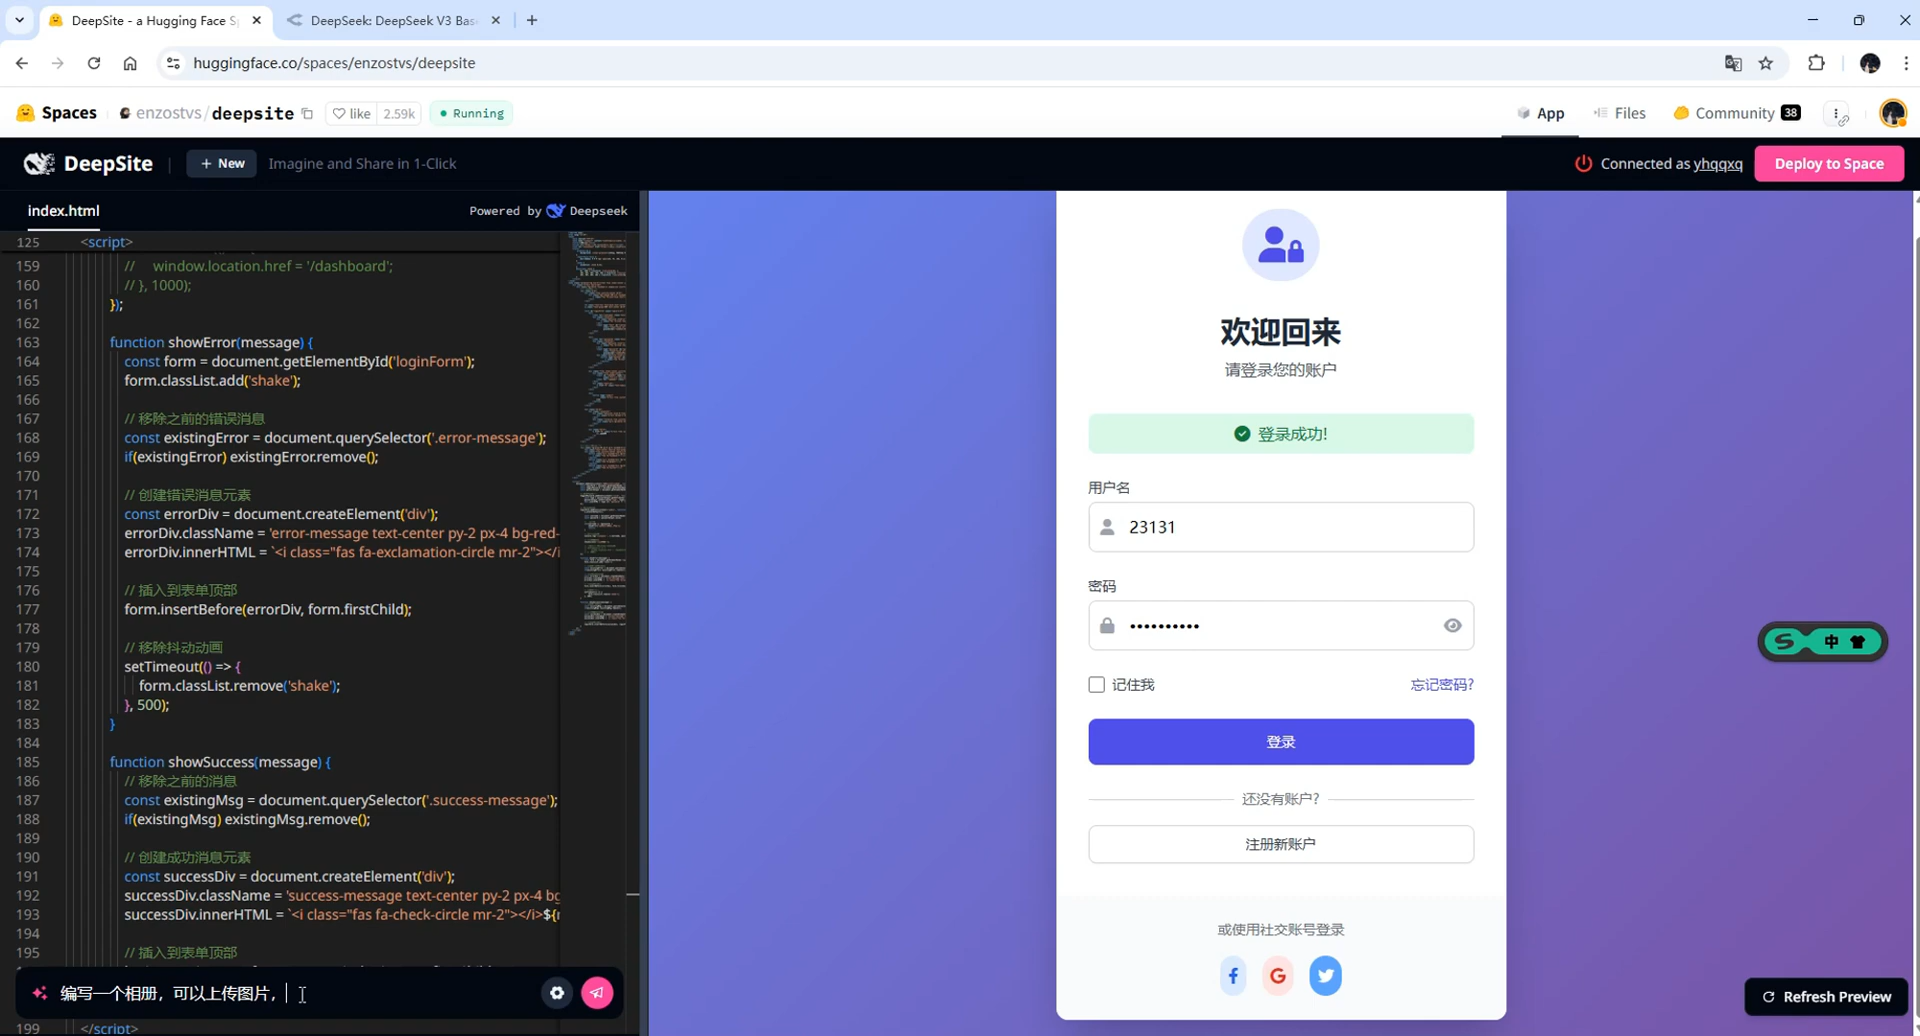 DeepSite - a Hugging Face S
DeepSeek: DeepSeek V3 Bas
huggingface.co/spaces/enzostvs/deepsite
Spaces
enzostvs/deepsite
like 2.59k
Running
App
Files
Community 38
DeepSite
+ New
Imagine and Share in 1-Click
Connected as yhqqxq
Deploy to Space
index.html
Powered by Deepseek
125 <script>
159 //     window.location.href = '/dashboard';
160 // }, 1000);
161 });
162
163 function showError(message) {
164 const form = document.getElementById('loginForm');
165 form.classList.add('shake');
166
167 // 移除之前的错误消息
168 const existingError = document.querySelector('.error-message');
169 if(existingError) existingError.remove();
170
171 // 创建错误消息元素
172 const errorDiv = document.createElement('div');
173 errorDiv.className = 'error-message text-center py-2 px-4 bg-red-
174 errorDiv.innerHTML = `<i class="fas fa-exclamation-circle mr-2"></i
175
176 // 插入到表单顶部
177 form.insertBefore(errorDiv, form.firstChild);
178
179 // 移除抖动动画
180 setTimeout(() => {
181 form.classList.remove('shake');
182 }, 500);
183 }
184
185 function showSuccess(message) {
186 // 移除之前的消息
187 const existingMsg = document.querySelector('.success-message');
188 if(existingMsg) existingMsg.remove();
189
190 // 创建成功消息元素
191 const successDiv = document.createElement('div');
192 successDiv.className = 'success-message text-center py-2 px-4 bg
193 successDiv.innerHTML = `<i class="fas fa-check-circle mr-2"></i>${
194
195 // 插入到表单顶部
编写一个相册，可以上传图片，
199 </script>
欢迎回来
请登录您的账户
登录成功!
用户名
23131
密码
记住我
忘记密码?
登录
还没有账户?
注册新账户
或使用社交账号登录
中
Refresh Preview